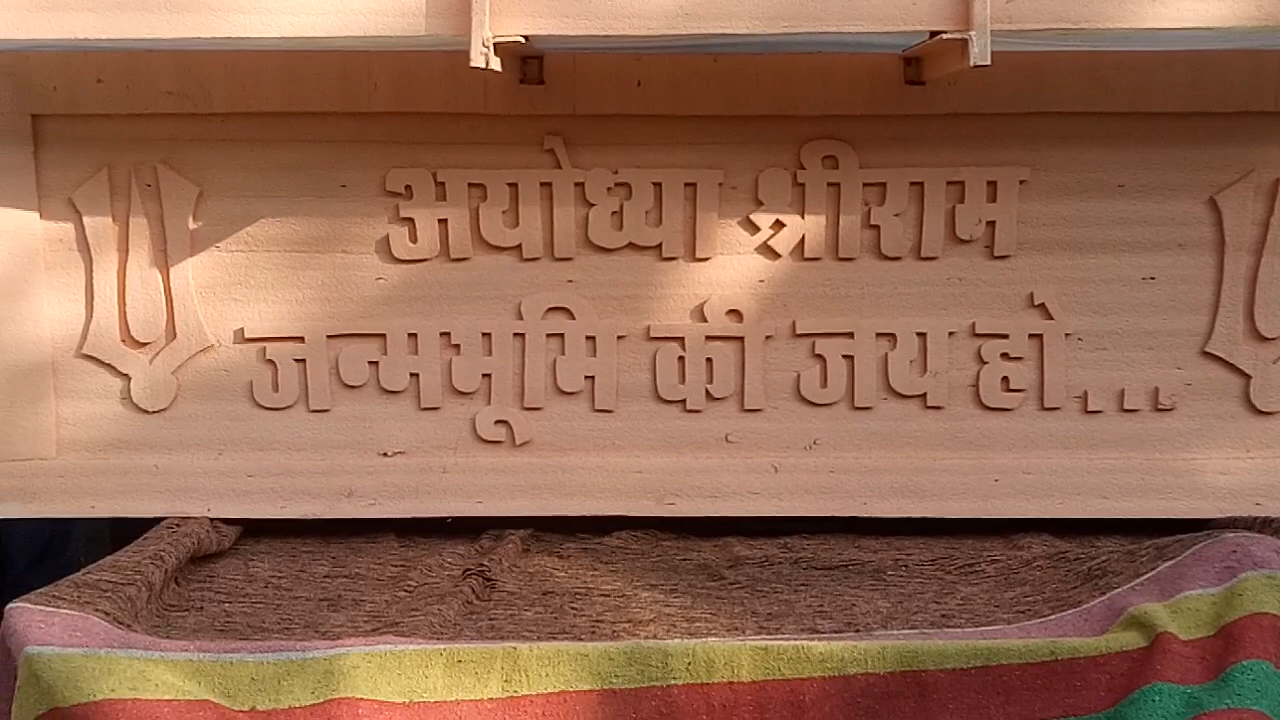 अयोध्या श्रीराम
जन्मभूमि की जय हो....